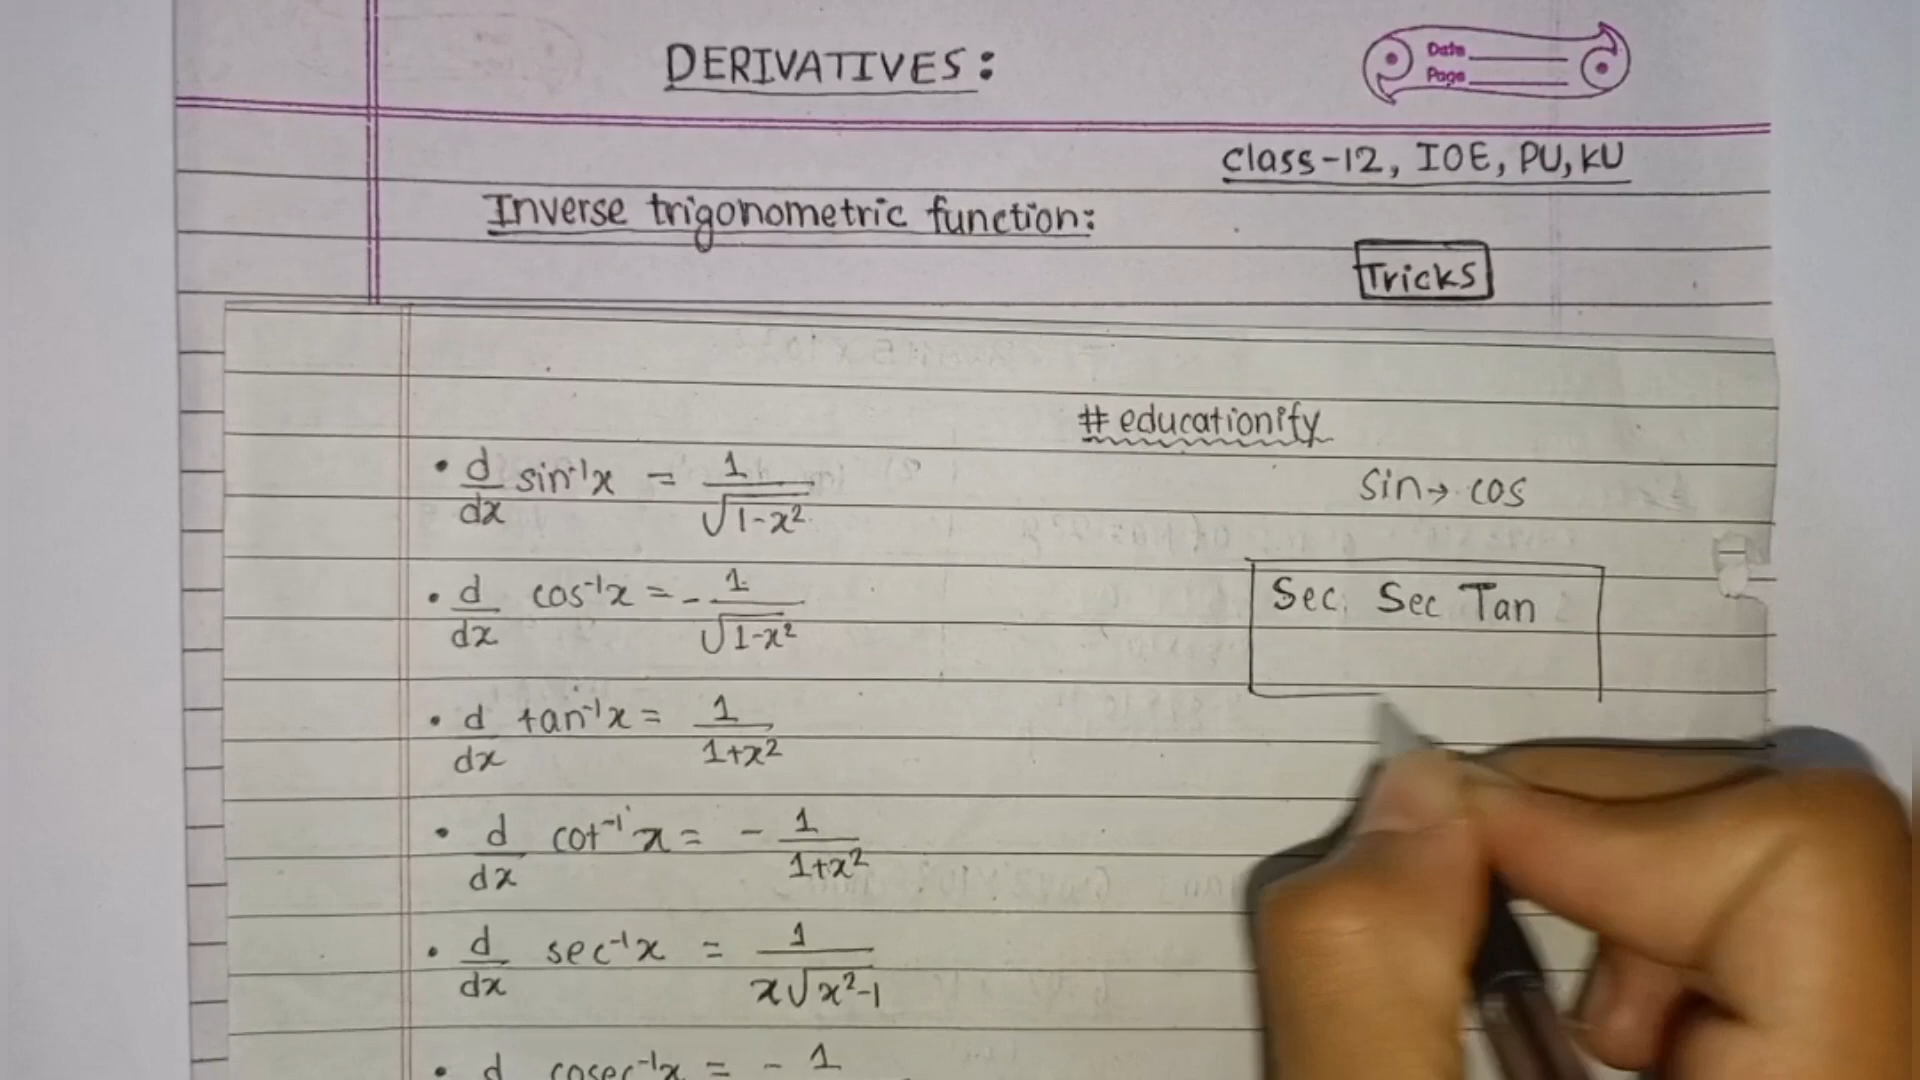 DERIVATIVES:
Date
Page
class-12, IOE, PU, KU
Inverse trigonometric function:
Tricks
# educationify
• d/dx sin⁻¹x = 1/√1-x²
sin → cos
• d/dx cos⁻¹x = - 1/√1-x²
Sec Sec Tan
• d/dx tan⁻¹x = 1/1+x²
• d/dx cot⁻¹x = - 1/1+x²
• d/dx sec⁻¹x = 1/x√x²-1
• d cosec⁻¹x = - 1